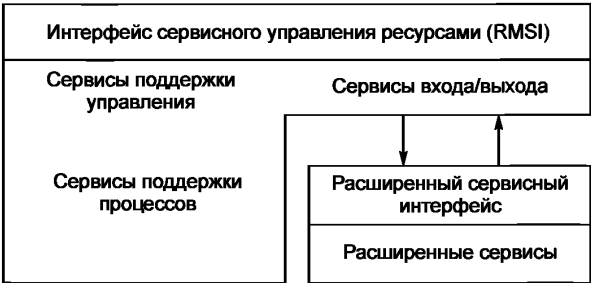 Интерфейс сервисного управления ресурсами (RMSI)
Сервисы поддержки
управления
Сервисы входа/выхода
Сервисы поддержки
процессов
Расширенный сервисный
интерфейс
Расширенные сервисы